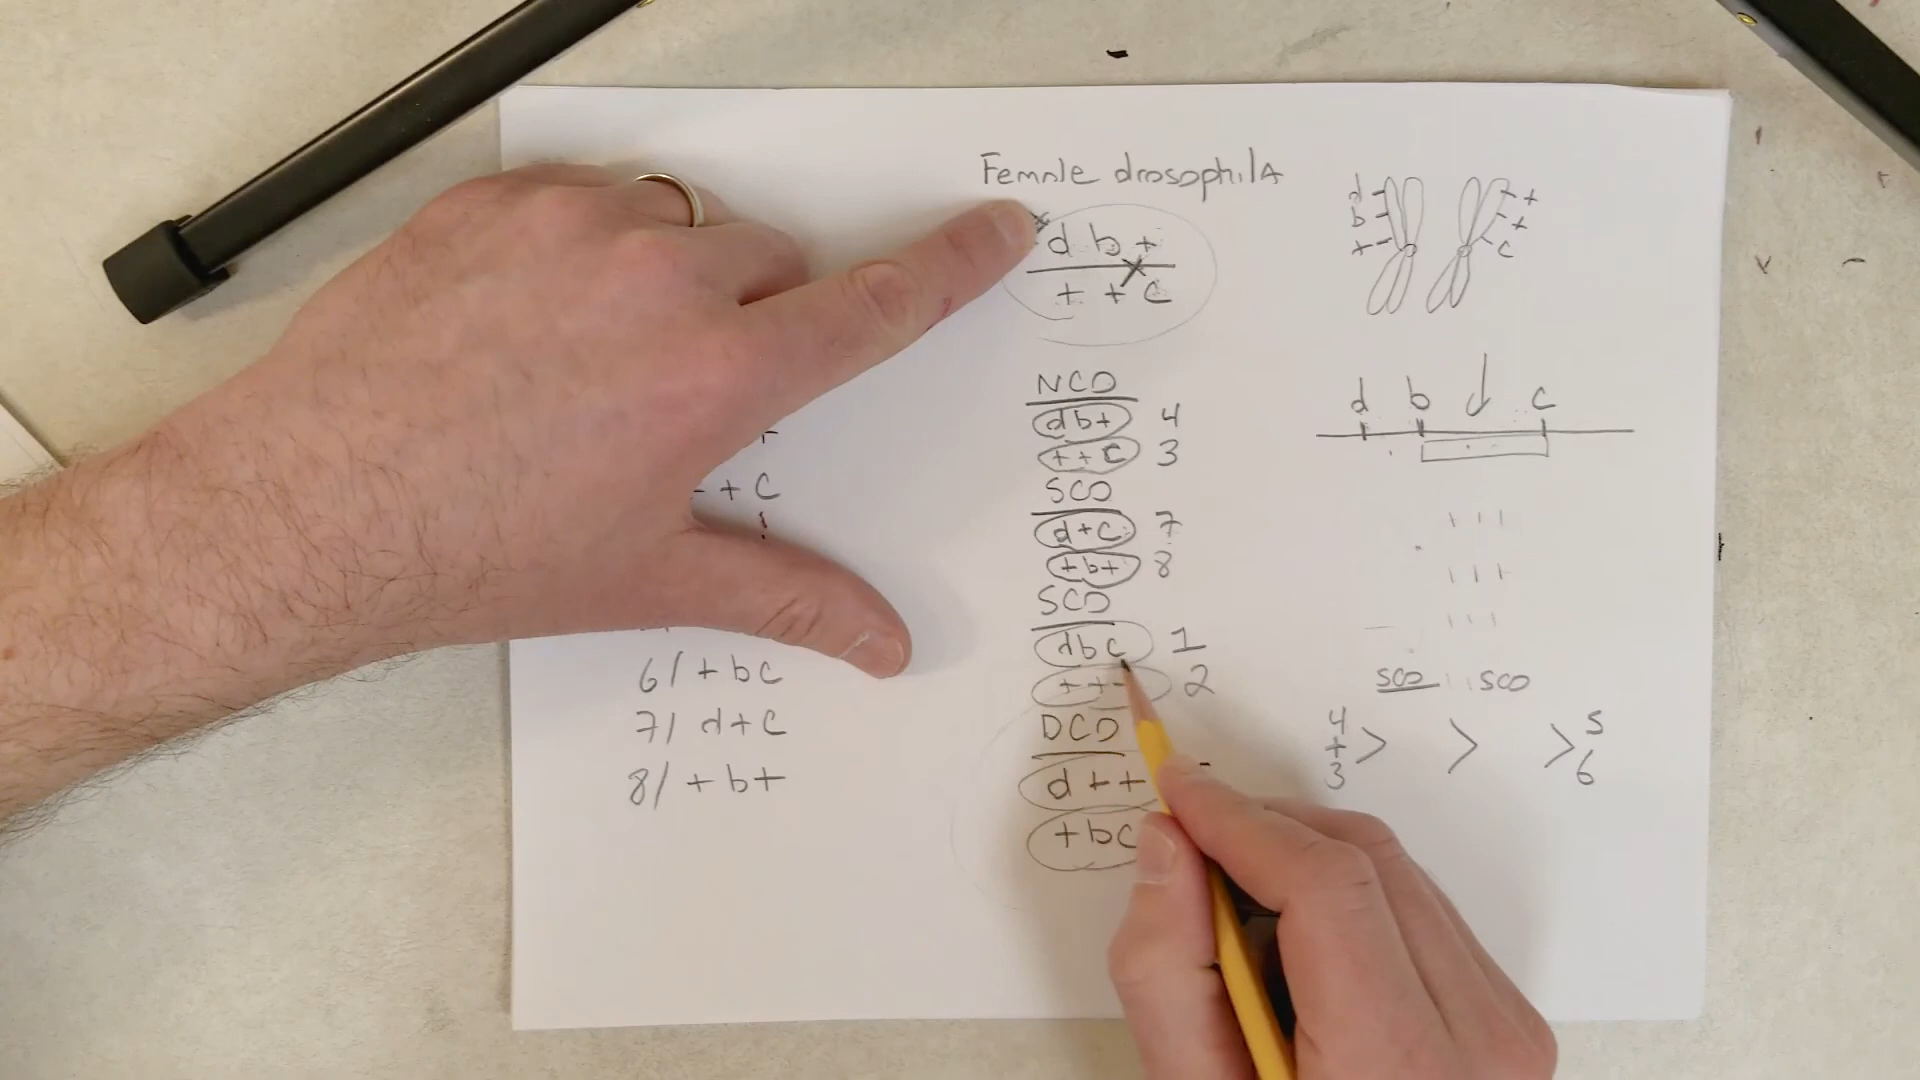 Female drosophilA
d b +
+ + c
NCO
d b + 4
+ + c 3
SCO
d + c 7
+ b + 8
SCO
d b c 1
+ + 2
DCO
d + +
+ b c
+ c
6/ + b c
7/ d + c
8/ + b +
d +
b +
+ c
d b c
SCO SCO
4 + 3 > > > 5 6